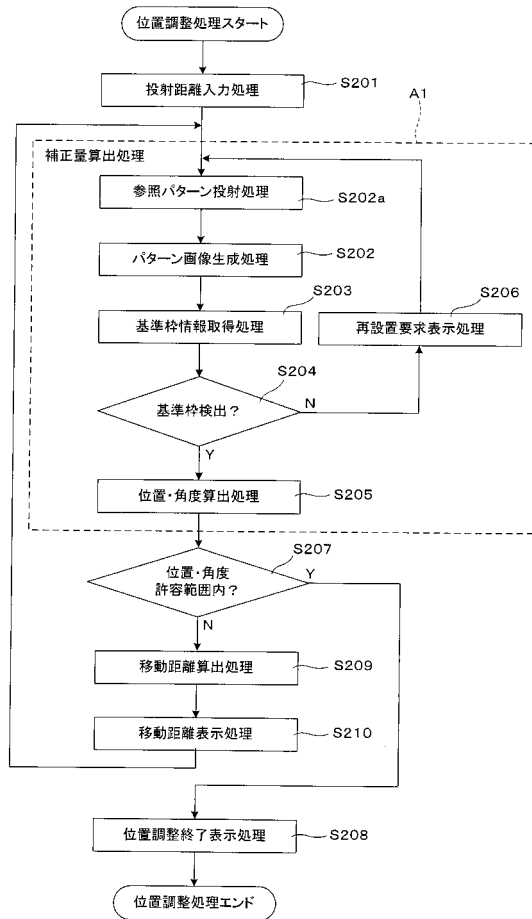 位置調整処理スタート
投射距離入力処理
S201
A1
補正量算出処理
参照パターン投射処理
S202a
パターン画像生成処理
S202
基準枠情報取得処理
S203
再設置要求表示処理
S206
基準枠検出？
S204
N
Y
位置・角度算出処理
S205
位置・角度
許容範囲内？
S207
Y
N
移動距離算出処理
S209
移動距離表示処理
S210
位置調整終了表示処理
S208
位置調整処理エンド